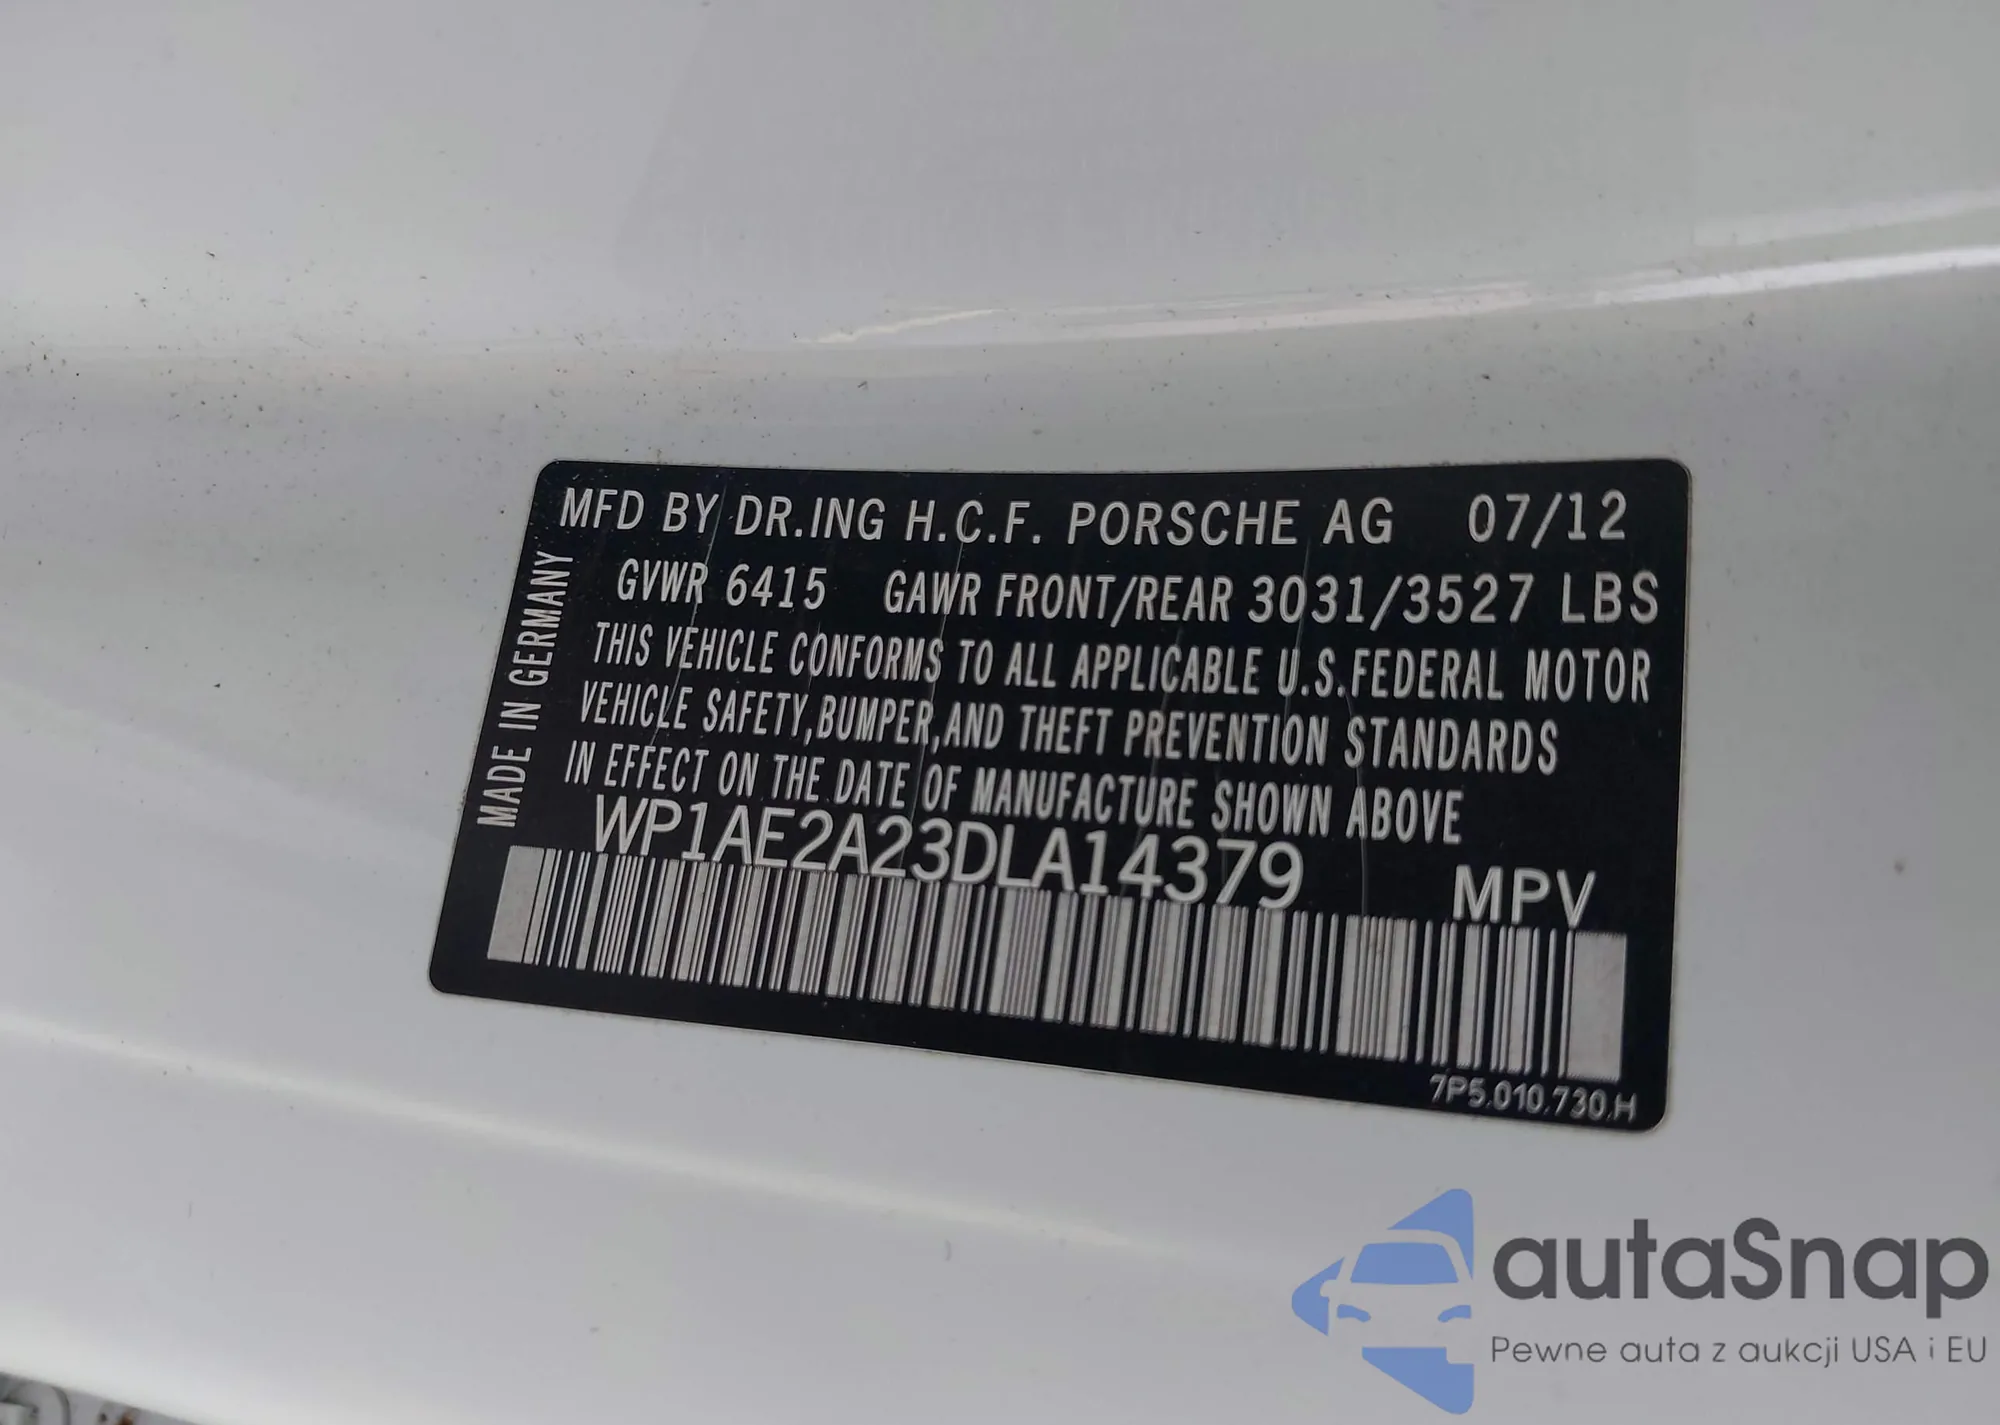 MFD BY DR.ING H.C.F. PORSCHE AG 07/12
GVWR 6415 GAWR FRONT/REAR 3031/3527 LBS
THIS VEHICLE CONFORMS TO ALL APPLICABLE U.S.FEDERAL MOTOR
VEHICLE SAFETY,BUMPER,AND THEFT PREVENTION STANDARDS
IN EFFECT ON THE DATE OF MANUFACTURE SHOWN ABOVE
WP1AE2A23DLA14379 MPV
7P5.010.730.H
MADE IN GERMANY
autaSnap
Pewne auta z aukcji USA i EU